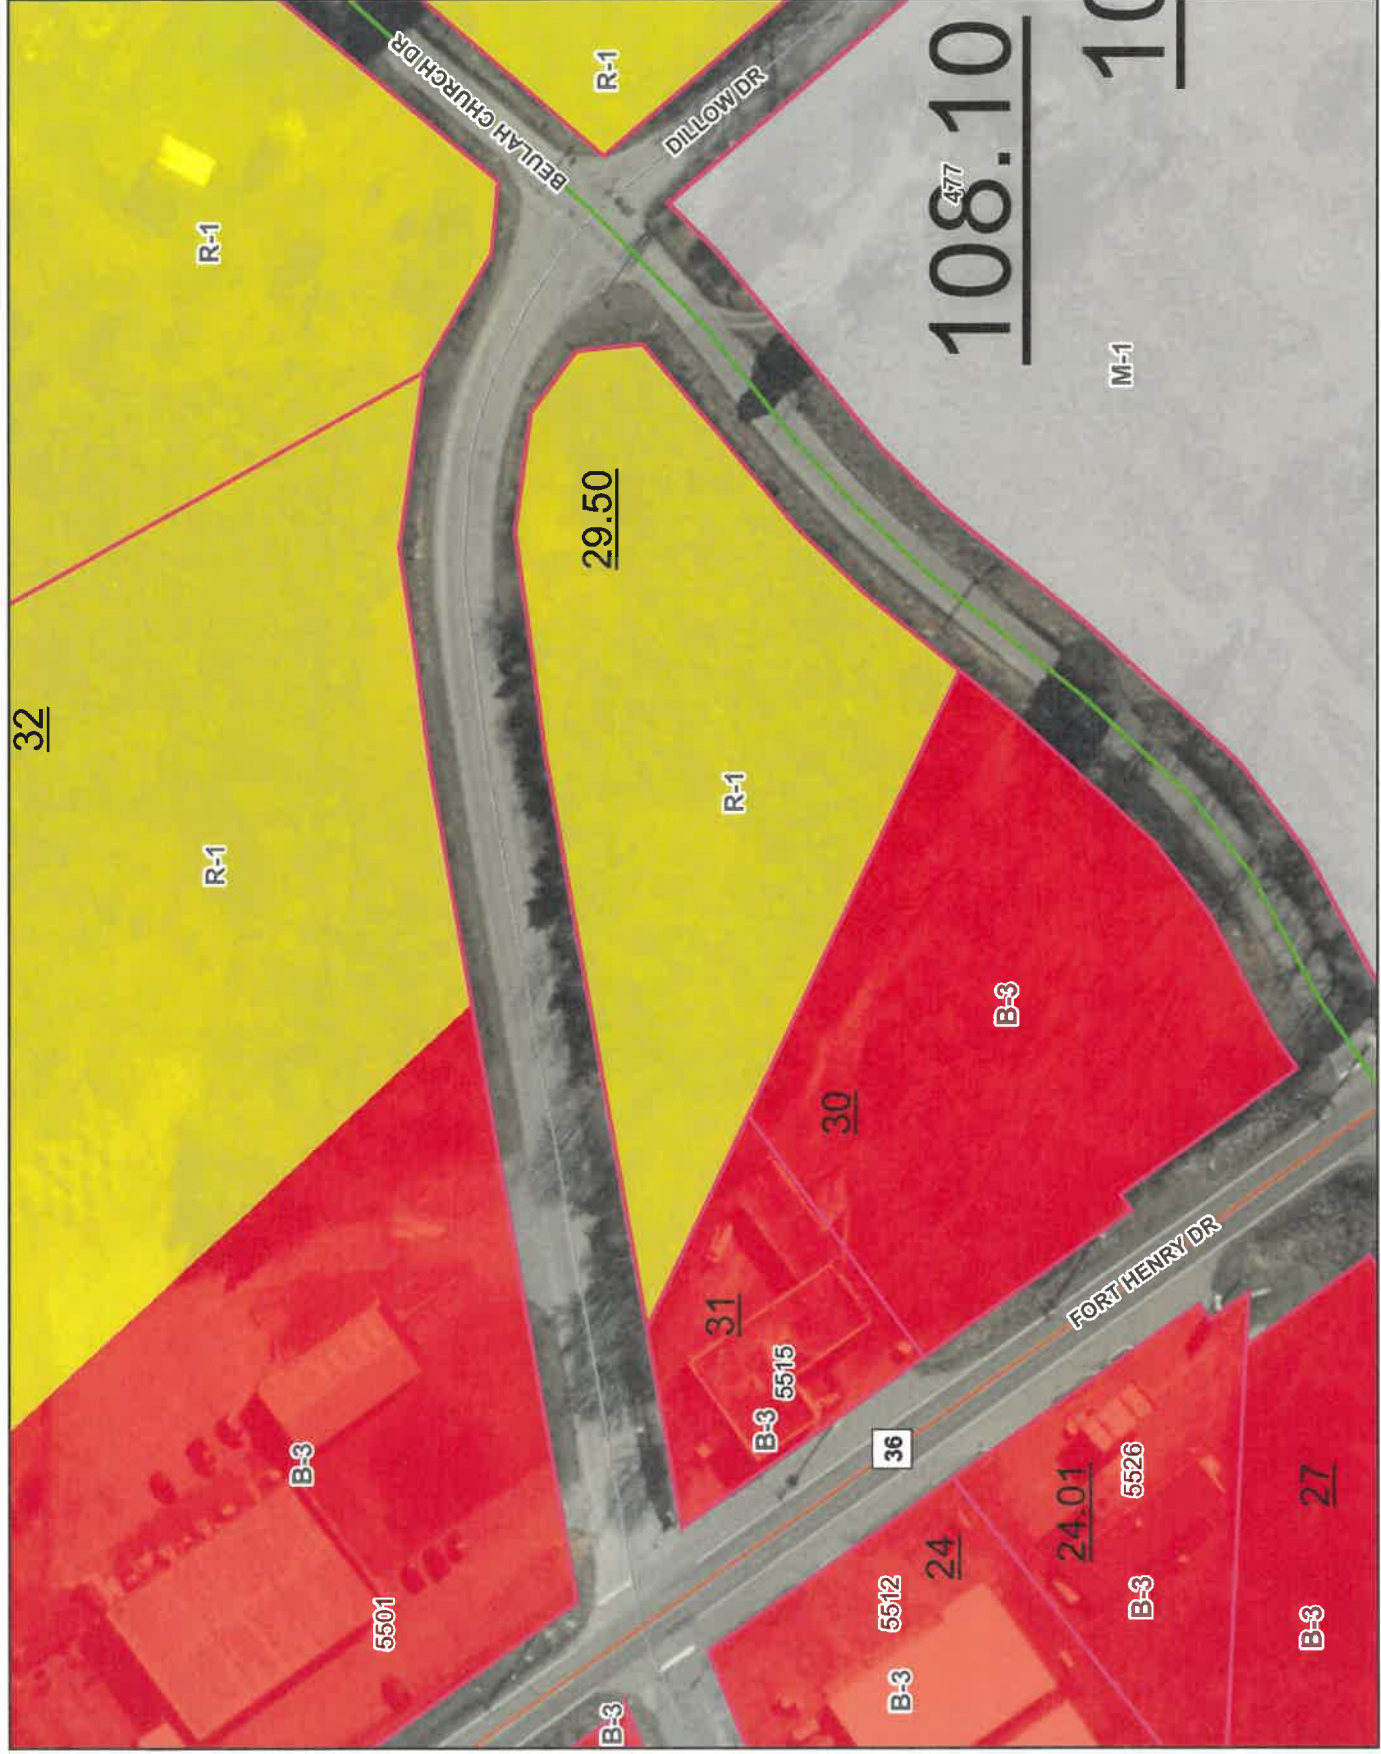 32
R-1
R-1
B-3
5501
BEULAH CHURCH DR
R-1
DILLOW DR
29.50
R-1
108.10
10
477
M-1
30
B-3
31
B-3
5515
FORT HENRY DR
36
24
5512
B-3
24.01
5526
B-3
27
B-3
B-3